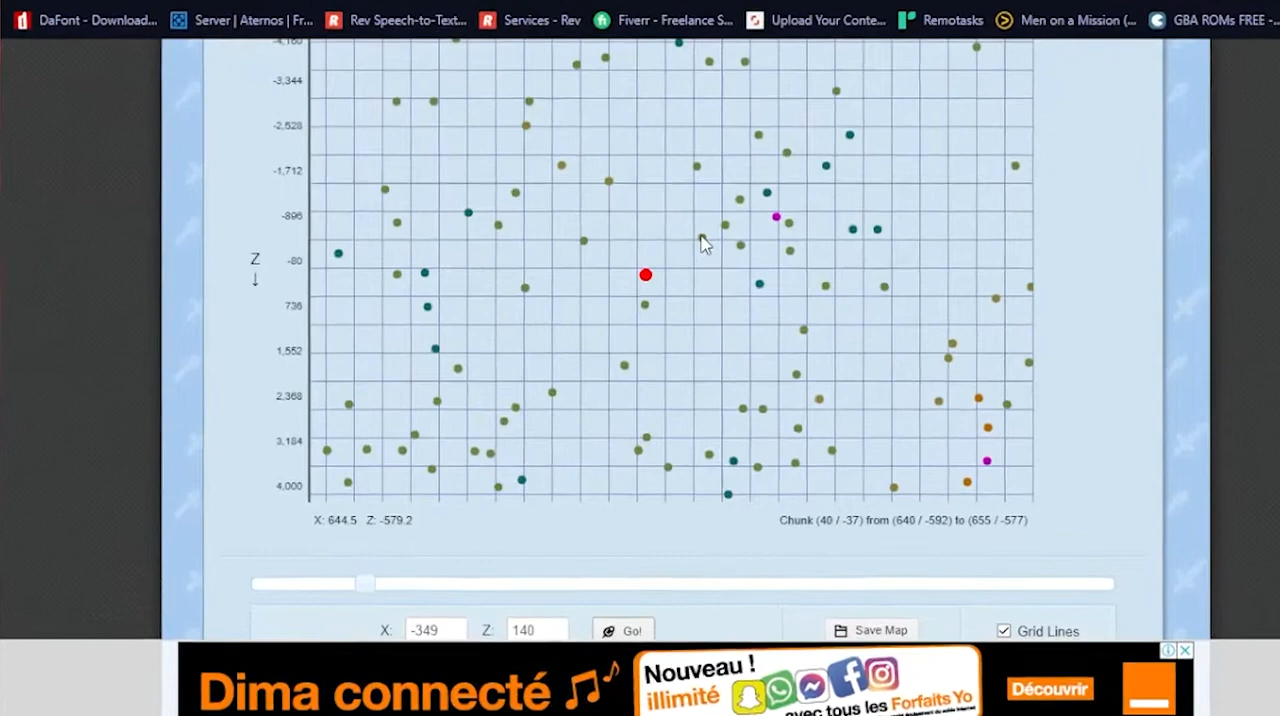 DaFont - Download...
Server | Aternos | Fr...
Rev Speech-to-Text...
Services - Rev
Fiverr - Freelance S...
Upload Your Conte...
Remotasks
Men on a Mission (...
GBA ROMs FREE -...
-4,160
-3,344
-2,528
-1,712
-896
Z
↓
-80
736
1,552
2,368
3,184
4,000
X: 644.5 Z: -579.2
Chunk (40 / -37) from (640 / -592) to (655 / -577)
X: -349 Z: 140 Go!
Save Map
Grid Lines
Dima connecté
Nouveau !
illimité
avec tous les Forfaits Yo
Découvrir